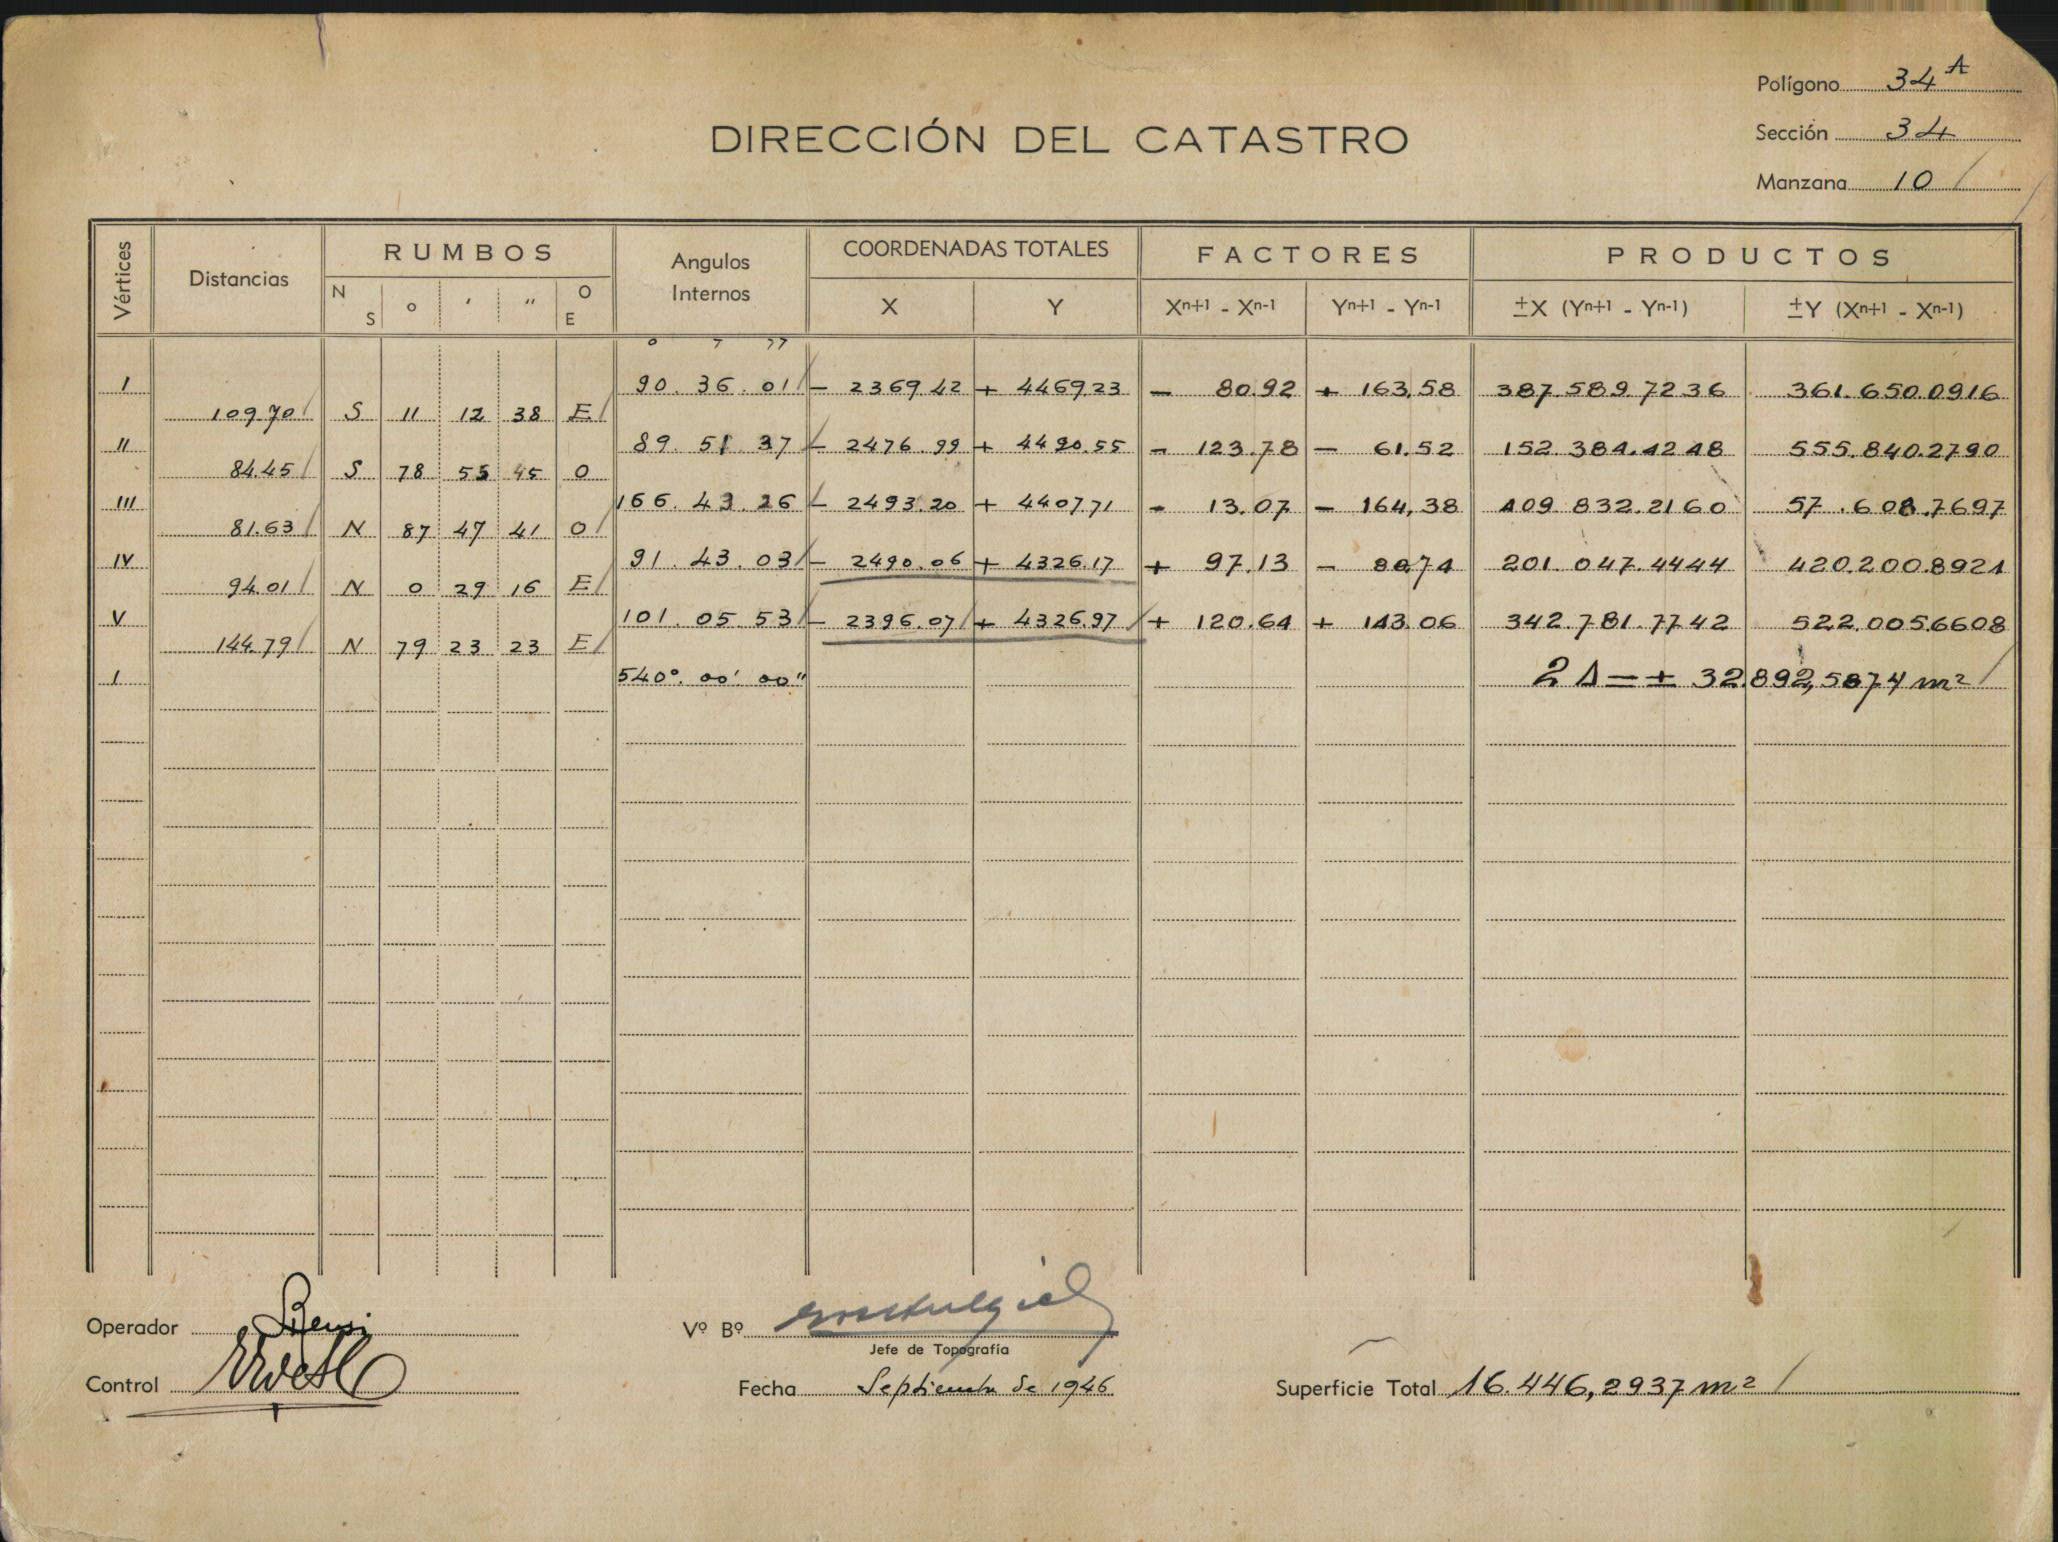 Polígono 34 A
Sección 34
Manzana 10
DIRECCIÓN DEL CATASTRO
Vértices Distancias RUMBOS Angulos Internos COORDENADAS TOTALES FACTORES PRODUCTOS
N S o ' " O E X Y Xn+1 - Xn-1 Yn+1 - Yn-1 ±X (Yn+1 - Yn-1) ±Y (Xn+1 - Xn-1)
o ' "
I 90. 36. 01 - 2369.42 + 4469.23 - 80.92 + 163.58 387.589.7236 361.650.0916
109.70 S 11 12 38 E
II 89. 51. 37 - 2476.99 + 4490.55 - 123.78 - 61.52 152.384.4248 555.840.2790
84.45 S 78 55 45 O
III 166. 43. 26 - 2493.20 + 4407.71 - 13.07 - 164,38 409 832.2160 57.608.7697
81.63 N 87 47 41 O
IV 91. 43. 03 - 2490.06 + 4326.17 + 97.13 - 80.74 201.047.4444 420.200.8921
94.01 N 0 29 16 E
V 101. 05 53 - 2396.07 + 4326.97 + 120.64 + 143.06 342.781.7742 522.005.6608
144.79 N 79 23 23 E
I 540°. 00' 00" 2 Δ = ± 32.892,5874 m²
Operador
Control
Vº Bº
Jefe de Topografía
Fecha Septiembre de 1946
Superficie Total 16.446,2937 m²